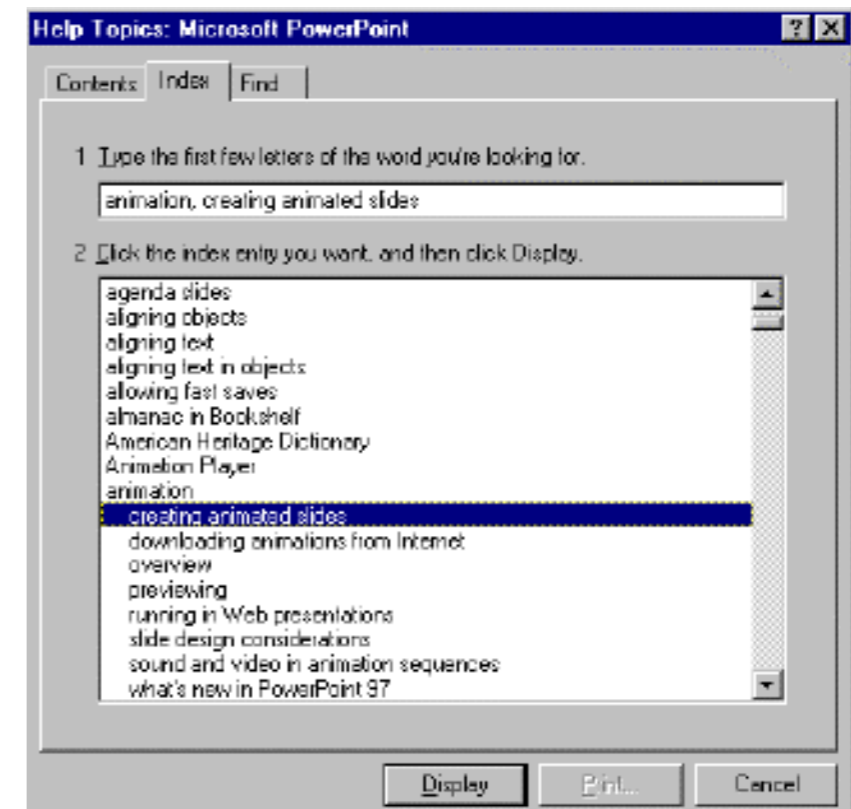 Help Topics: Microsoft PowerPoint
Contents Index Find
1 Type the first few letters of the word you're looking for.
animation, creating animated slides
2 Click the index entry you want, and then click Display.
agenda slides
aligning objects
aligning text
aligning text in objects
allowing fast saves
almanac in Bookshelf
American Heritage Dictionary
Animation Player
animation
creating animated slides
downloading animations from Internet
overview
previewing
running in Web presentations
slide design considerations
sound and video in animation sequences
what's new in PowerPoint 97
Display Print... Cancel